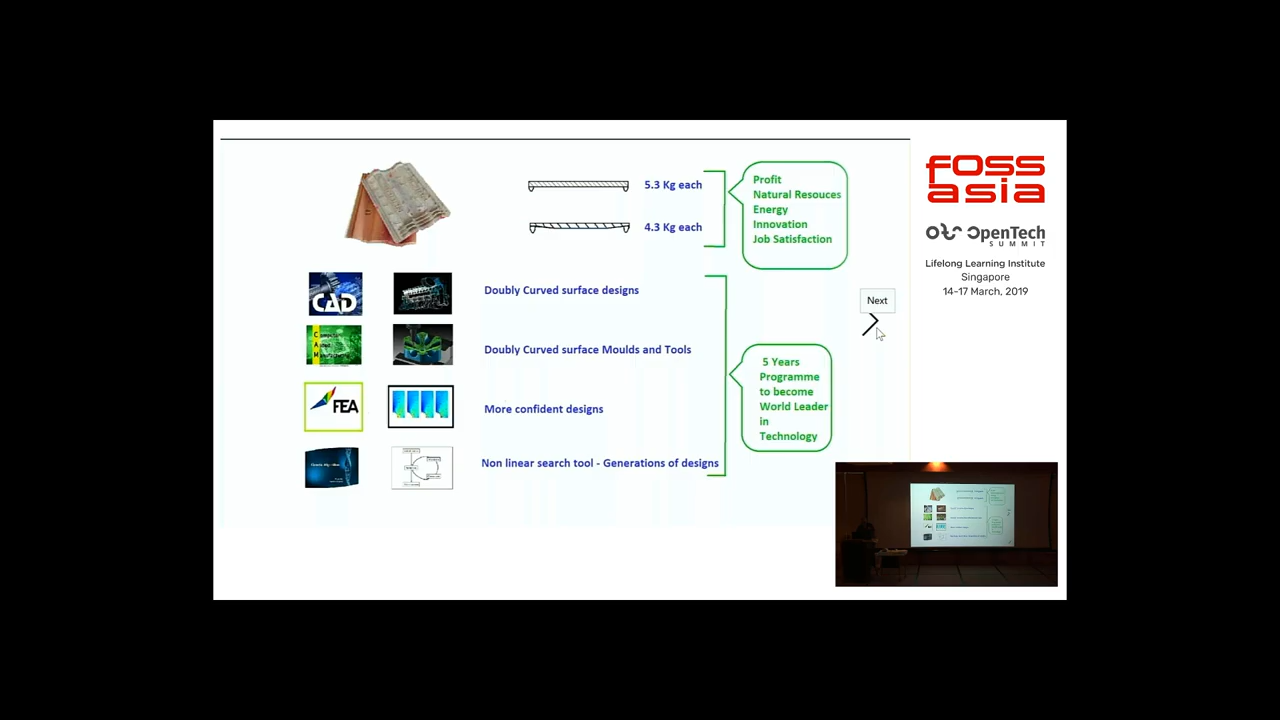 5.3 Kg each
4.3 Kg each
Profit
Natural Resouces
Energy
Innovation
Job Satisfaction
CAD
Doubly Curved surface designs
Computer
Aided
Manufacturing
Doubly Curved surface Moulds and Tools
FEA
More confident designs
Non linear search tool - Generations of designs
5 Years
Programme
to become
World Leader
in
Technology
Next
FOSS
asia
OpenTech
SUMMIT
Lifelong Learning Institute
Singapore
14-17 March, 2019